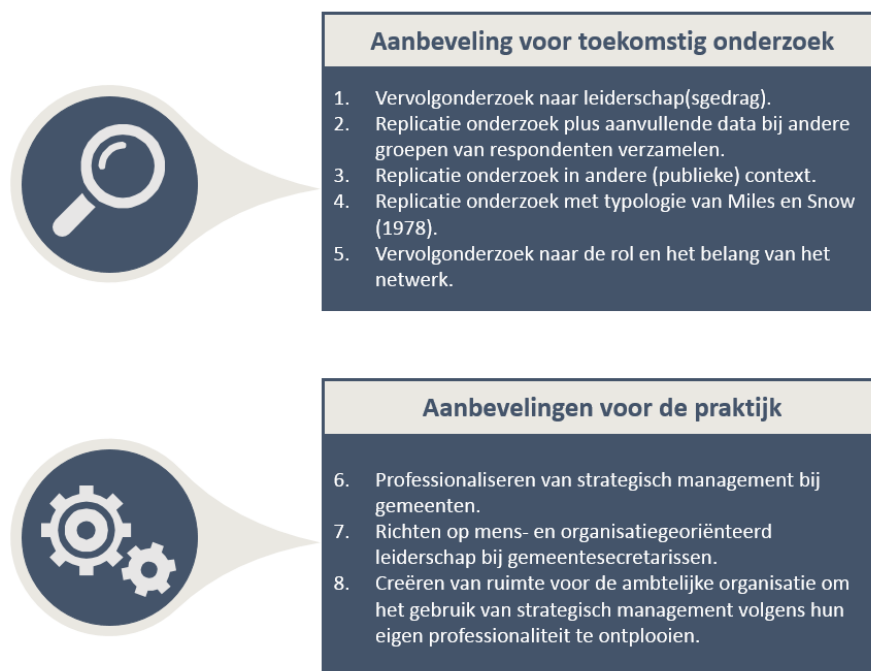 Aanbeveling voor toekomstig onderzoek
1. Vervolgonderzoek naar leiderschap(sgedrag).
2. Replicatie onderzoek plus aanvullende data bij andere
groepen van respondenten verzamelen.
3. Replicatie onderzoek in andere (publieke) context.
4. Replicatie onderzoek met typologie van Miles en Snow
(1978).
5. Vervolgonderzoek naar de rol en het belang van het
netwerk.
Aanbevelingen voor de praktijk
6. Professionaliseren van strategisch management bij
gemeenten.
7. Richten op mens- en organisatiegeoriënteerd
leiderschap bij gemeentesecretarissen.
8 Creëren van ruimte voor de ambtelijke organisatie om
het gebruik van strategisch management volgens hun
eigen professionaliteit te ontplooien.